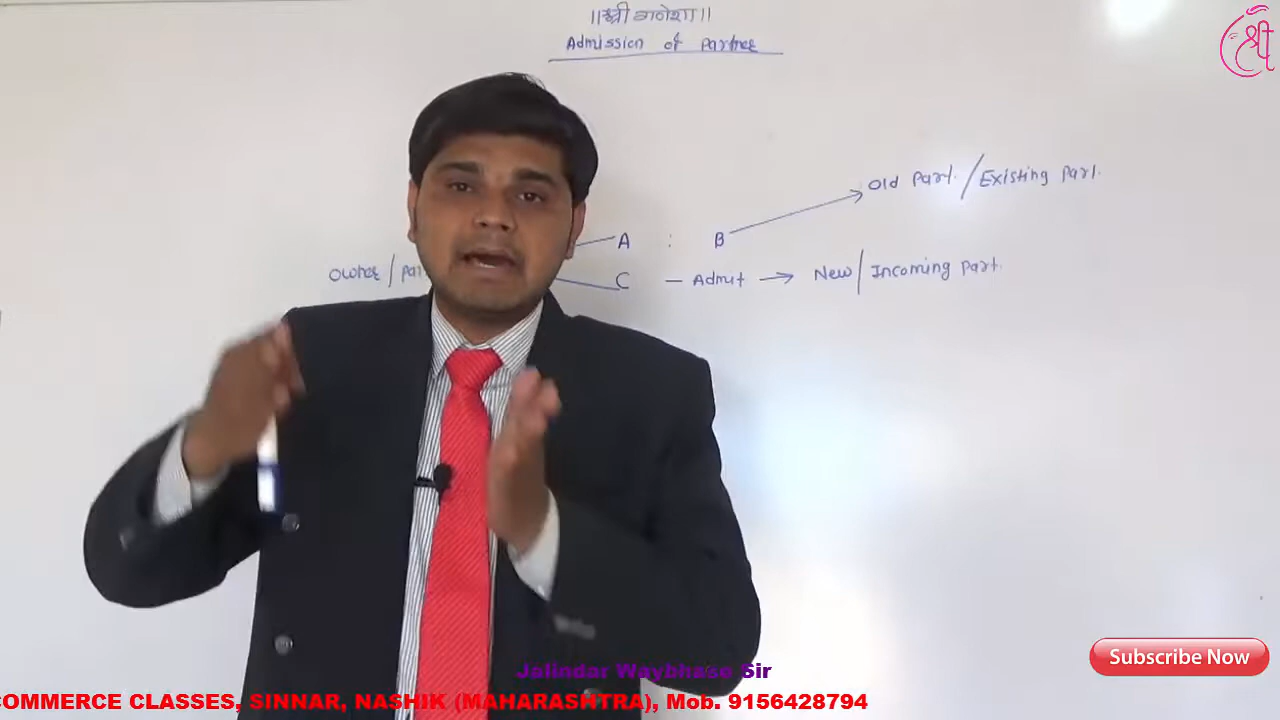 ॥श्री गणेशा॥
Admission of Partner
श्री
Old Part. / Existing Part.
A : B
Owner / Par
C — Admit → New / Incoming Part.
Subscribe Now
Jalindar Waybhase Sir
COMMERCE CLASSES, SINNAR, NASHIK (MAHARASHTRA), Mob. 9156428794